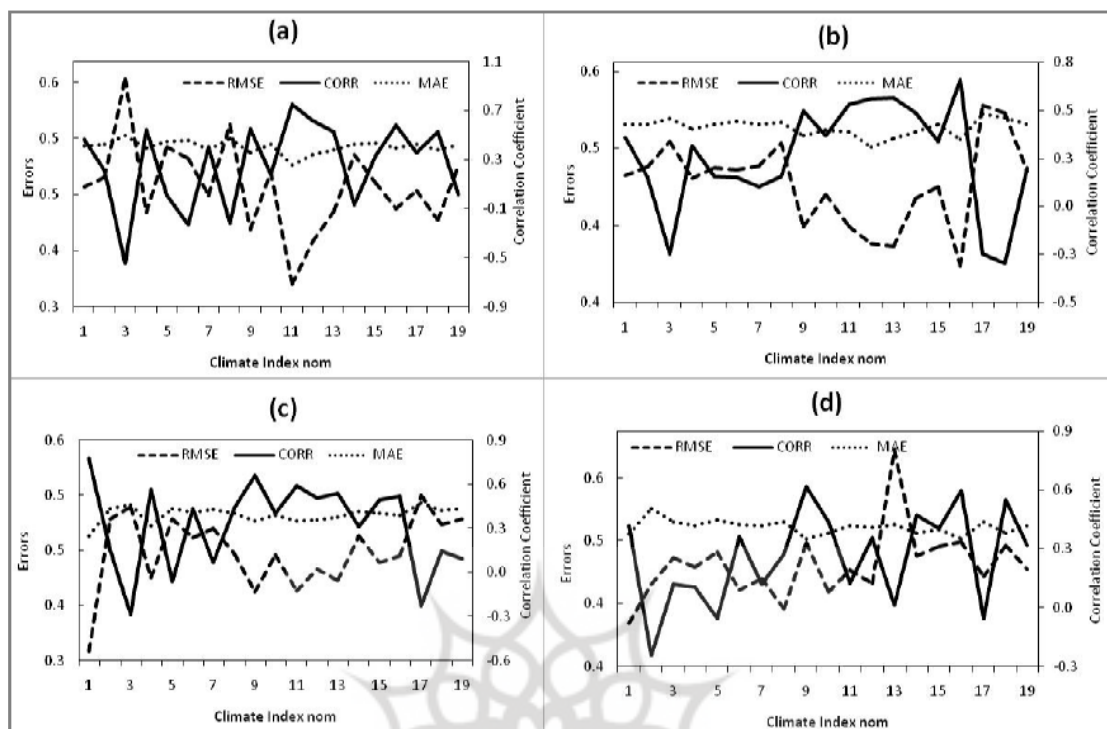 (a)
RMSE CORR MAE
0.6
0.5
0.5
0.4
0.3
Errors
1.1
0.7
0.3
-0.1
-0.5
-0.9
Correlation Coefficient
1 3 5 7 9 11 13 15 17 19
Climate Index nom
(b)
RMSE CORR MAE
0.6
0.5
0.4
0.4
Errors
0.8
0.5
0.3
0.0
-0.3
-0.5
Correlation Coefficient
1 3 5 7 9 11 13 15 17 19
Climate Index nom
(c)
RMSE CORR MAE
0.6
0.5
0.5
0.4
0.3
Errors
0.9
0.6
0.3
0.0
-0.3
-0.6
Correlation Coefficient
1 3 5 7 9 11 13 15 17 19
Climate Index nom
(d)
RMSE CORR MAE
0.6
0.5
0.4
0.4
Errors
0.9
0.6
0.3
0.0
-0.3
Correlation Coefficient
1 3 5 7 9 11 13 15 17 19
Climate Index nom